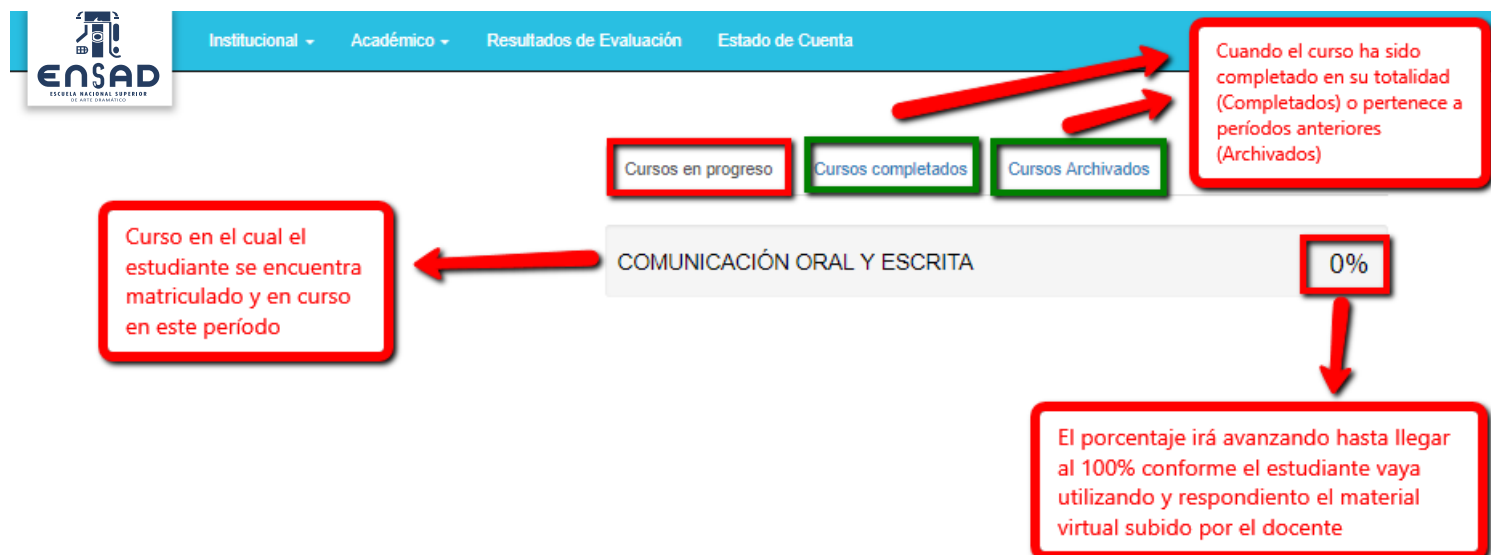 Institucional Académico Resultados de Evaluación Estado de Cuenta
ENSAD
ESCUELA NACIONAL SUPERIOR
DE ARTE DRAMÁTICO
Cuando el curso ha sido
completado en su totalidad
(Completados) o pertenece a
períodos anteriores
(Archivados)
Cursos en progreso Cursos completados Cursos Archivados
Curso en el cual el
estudiante se encuentra
matriculado y en curso
en este período
COMUNICACIÓN ORAL Y ESCRITA 0%
El porcentaje irá avanzando hasta llegar
al 100% conforme el estudiante vaya
utilizando y respondiento el material
virtual subido por el docente